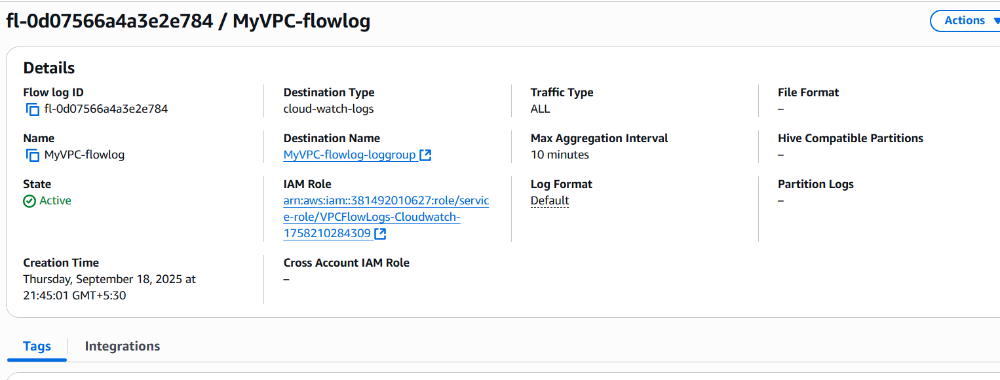 fl-0d07566a4a3e2e784 / MyVPC-flowlog
Actions
Details
Flow log ID
fl-0d07566a4a3e2e784
Destination Type
cloud-watch-logs
Traffic Type
ALL
File Format
–
Name
MyVPC-flowlog
Destination Name
MyVPC-flowlog-loggroup
Max Aggregation Interval
10 minutes
Hive Compatible Partitions
–
State
Active
IAM Role
arn:aws:iam::381492010627:role/servic
e-role/VPCFlowLogs-Cloudwatch-
1758210284309
Log Format
Default
Partition Logs
–
Creation Time
Thursday, September 18, 2025 at
21:45:01 GMT+5:30
Cross Account IAM Role
–
Tags
Integrations